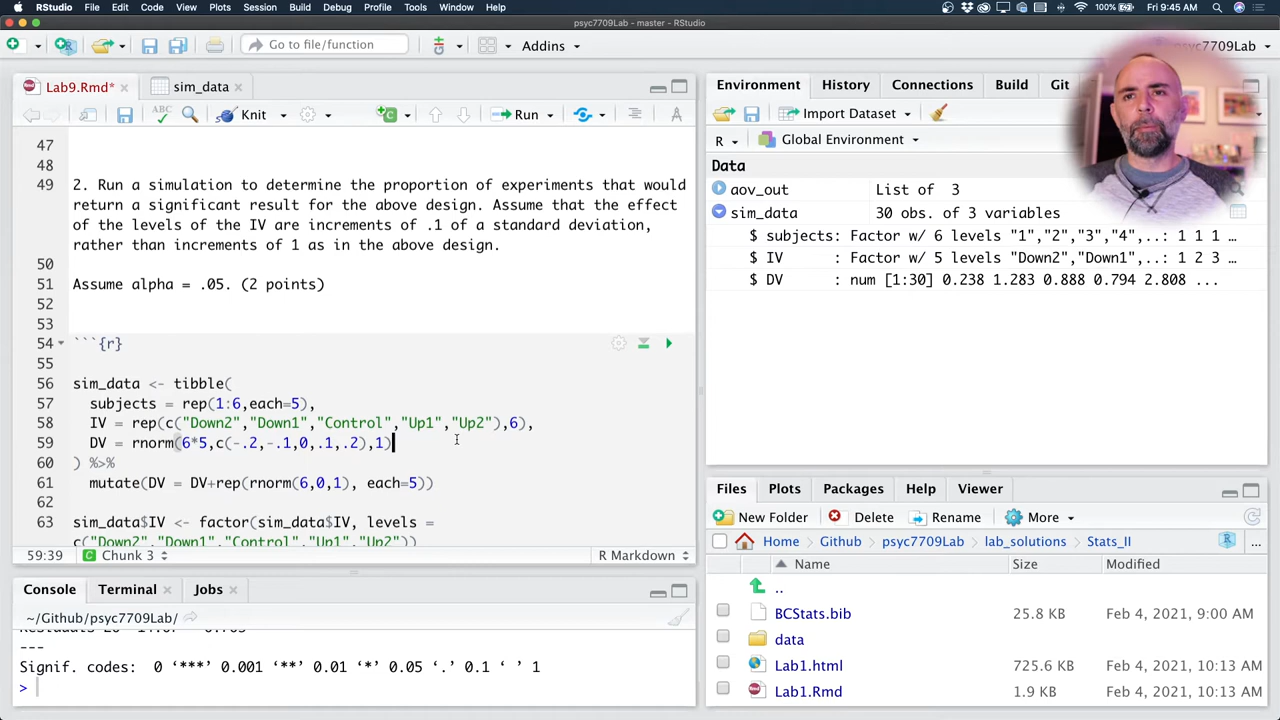 RStudio File Edit Code View Plots Session Build Debug Profile Tools Window Help 100% Fri 9:45 AM
psyc7709Lab - master - RStudio
Go to file/function Addins psyc7709Lab
Lab9.Rmd* sim_data
ABC Knit Run
47
48
49 2. Run a simulation to determine the proportion of experiments that would
return a significant result for the above design. Assume that the effect
of the levels of the IV are increments of .1 of a standard deviation,
rather than increments of 1 as in the above design.
50
51 Assume alpha = .05. (2 points)
52
53
54 ```{r}
55
56 sim_data <- tibble(
57 subjects = rep(1:6,each=5),
58 IV = rep(c("Down2","Down1","Control","Up1","Up2"),6),
59 DV = rnorm(6*5,c(-.2,-.1,0,.1,.2),1)
60 ) %>%
61 mutate(DV = DV+rep(rnorm(6,0,1), each=5))
62
63 sim_data$IV <- factor(sim_data$IV, levels =
c("Down2","Down1","Control","Up1","Up2"))
59:39 Chunk 3 R Markdown
Console Terminal Jobs
~/Github/psyc7709Lab/
---
Signif. codes: 0 ‘***’ 0.001 ‘**’ 0.01 ‘*’ 0.05 ‘.’ 0.1 ‘ ’ 1
>
Environment History Connections Build Git
Import Dataset
R Global Environment
Data
aov_out List of 3
sim_data 30 obs. of 3 variables
$ subjects: Factor w/ 6 levels "1","2","3","4",..: 1 1 1 …
$ IV : Factor w/ 5 levels "Down2","Down1",..: 1 2 3 …
$ DV : num [1:30] 0.238 1.283 0.888 0.794 2.808 ...
Files Plots Packages Help Viewer
New Folder Delete Rename More
Home Github psyc7709Lab lab_solutions Stats_II ...
Name Size Modified
..
BCStats.bib 25.8 KB Feb 4, 2021, 9:00 AM
data
Lab1.html 725.6 KB Feb 4, 2021, 10:13 AM
Lab1.Rmd 1.9 KB Feb 4, 2021, 10:13 AM